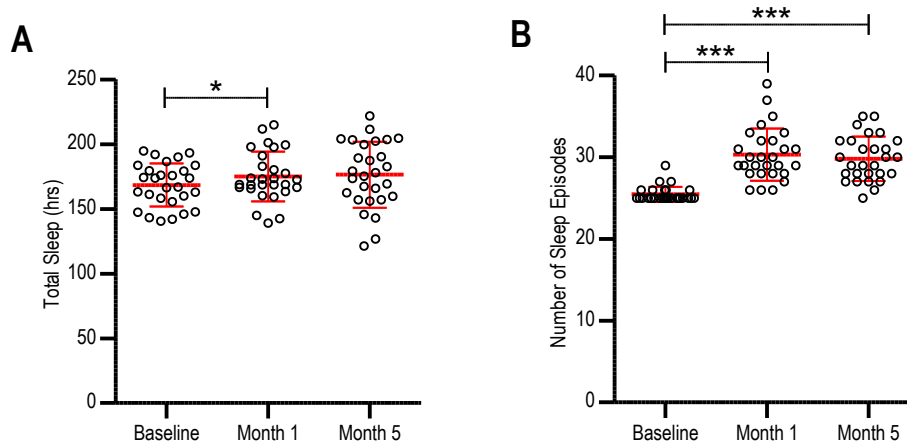 A
Total Sleep (hrs)
250
200
150
100
50
0
*
Baseline Month 1 Month 5
B
Number of Sleep Episodes
40
30
20
10
0
***
***
Baseline Month 1 Month 5